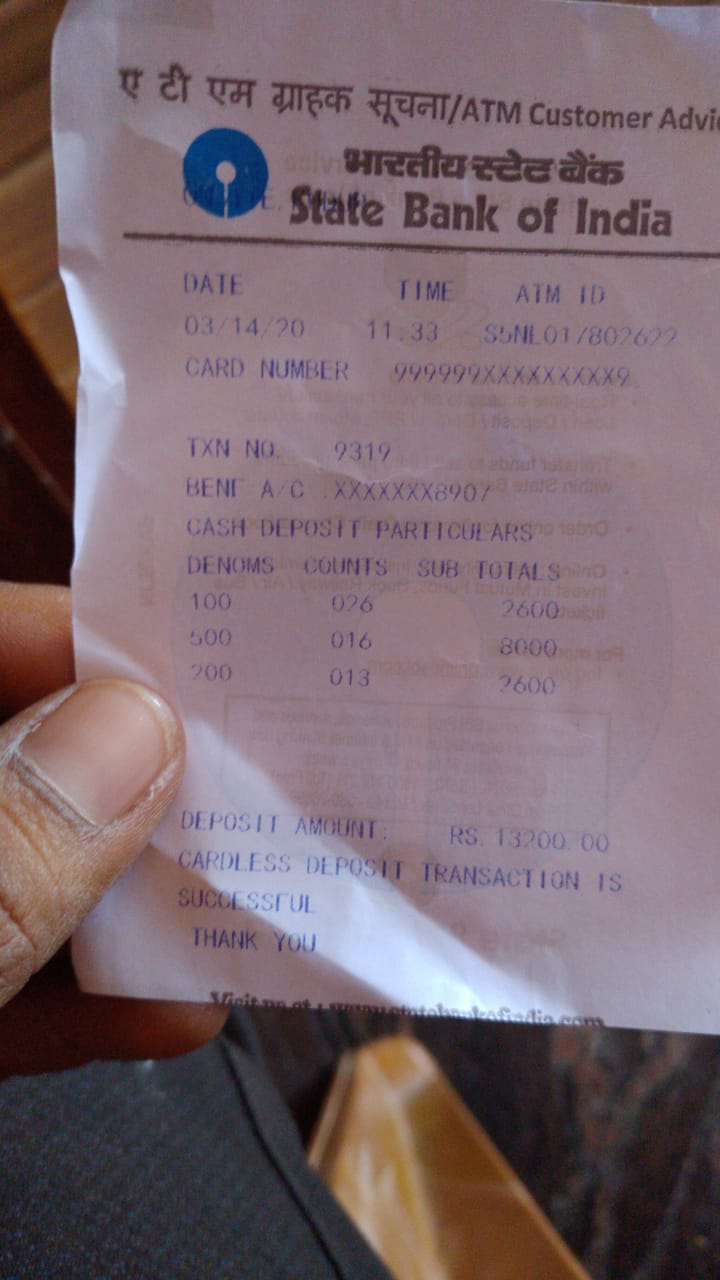 ए टी एम ग्राहक सूचना/ATM Customer Advi
भारतीय स्टेट बैंक
State Bank of India
DATE TIME ATM ID
03/14/20 11:33 S5NL017802622
CARD NUMBER 999999XXXXXXXXX9
TXN NO. 9319
BENF A/C .XXXXXXX8907
CASH DEPOSIT PARTICULARS
DENOMS COUNTS SUB TOTALS
100 026 2600
500 016 8000
200 013 2600
DEPOSIT AMOUNT: RS. 13200.00
CARDLESS DEPOSIT TRANSACTION IS
SUCCESSFUL
THANK YOU
Visit us at : www.statebankofindia.com